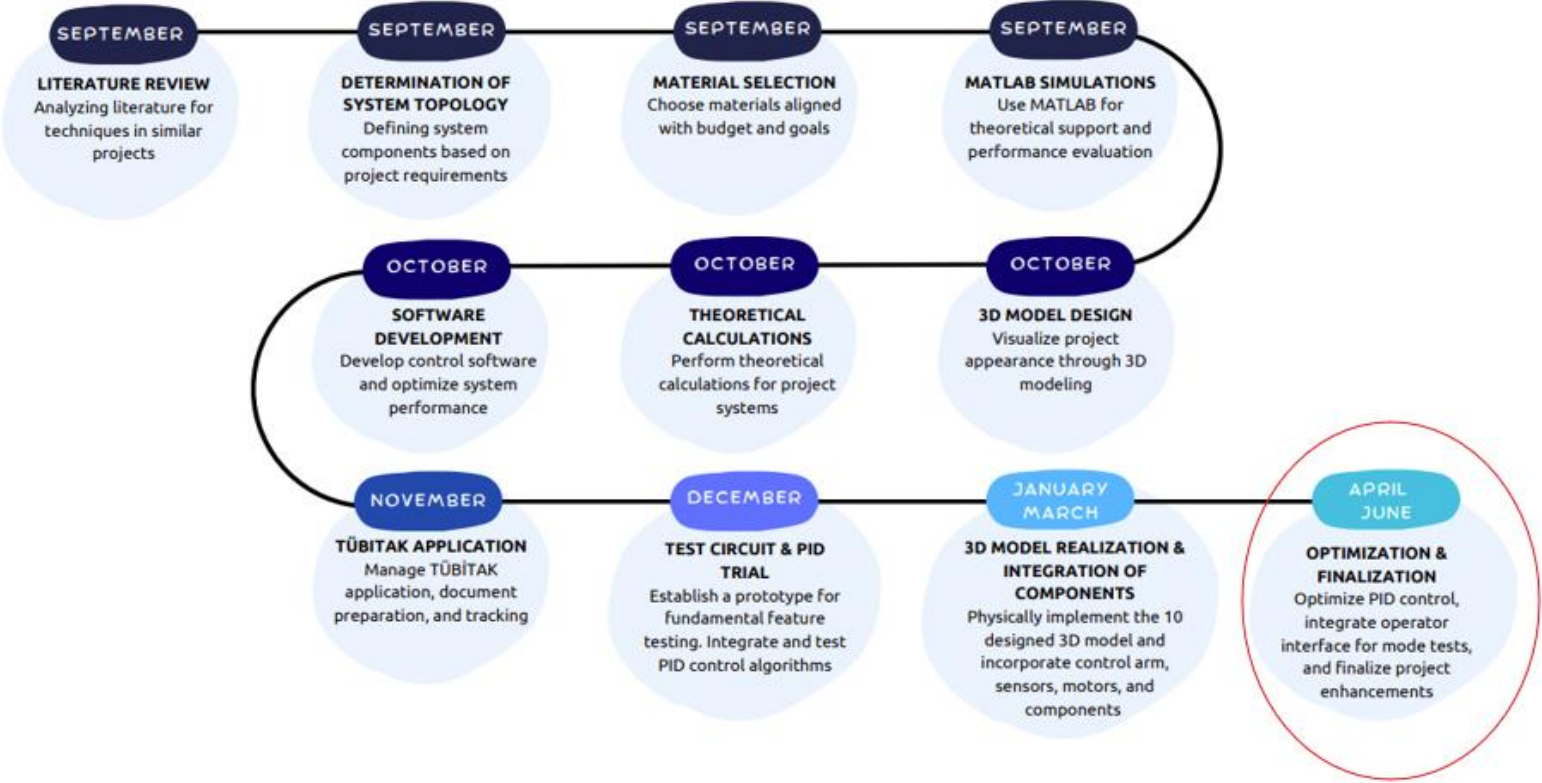 SEPTEMBER
LITERATURE REVIEW
Analyzing literature for
techniques in similar
projects
SEPTEMBER
DETERMINATION OF
SYSTEM TOPOLOGY
Defining system
components based on
project requirements
SEPTEMBER
MATERIAL SELECTION
Choose materials aligned
with budget and goals
SEPTEMBER
MATLAB SIMULATIONS
Use MATLAB for
theoretical support and
performance evaluation
OCTOBER
3D MODEL DESIGN
Visualize project
appearance through 3D
modeling
OCTOBER
THEORETICAL
CALCULATIONS
Perform theoretical
calculations for project
systems
OCTOBER
SOFTWARE
DEVELOPMENT
Develop control software
and optimize system
performance
NOVEMBER
TÜBITAK APPLICATION
Manage TÜBİTAK
application, document
preparation, and tracking
DECEMBER
TEST CIRCUIT & PID
TRIAL
Establish a prototype for
fundamental feature
testing. Integrate and test
PID control algorithms
JANUARY
MARCH
3D MODEL REALIZATION &
INTEGRATION OF
COMPONENTS
Physically implement the 10
designed 3D model and
incorporate control arm,
sensors, motors, and
components
APRIL
JUNE
OPTIMIZATION &
FINALIZATION
Optimize PID control,
integrate operator
interface for mode tests,
and finalize project
enhancements